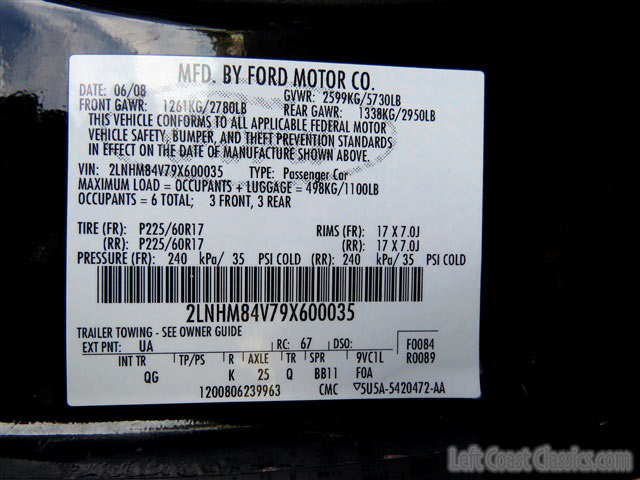 MFD. BY FORD MOTOR CO.
DATE: 06/08 GVWR: 2599KG/5730LB
FRONT GAWR: 1261KG/2780LB REAR GAWR: 1338KG/2950LB
THIS VEHICLE CONFORMS TO ALL APPLICABLE FEDERAL MOTOR
VEHICLE SAFETY, BUMPER, AND THEFT PREVENTION STANDARDS
IN EFFECT ON THE DATE OF MANUFACTURE SHOWN ABOVE.
VIN: 2LNHM84V79X600035 TYPE: Passenger Car
MAXIMUM LOAD = OCCUPANTS + LUGGAGE = 498KG/1100LB
OCCUPANTS = 6 TOTAL; 3 FRONT, 3 REAR
TIRE (FR): P225/60R17 RIMS (FR): 17 X 7.0J
(RR): P225/60R17 (RR): 17 X 7.0J
PRESSURE (FR): 240 kPa/ 35 PSI COLD (RR): 240 kPa/ 35 PSI COLD
2LNHM84V79X600035
TRAILER TOWING - SEE OWNER GUIDE
EXT PNT: UA RC: 67 DSO: F0084
R0089
INT TR TP/PS R AXLE TR SPR 9VC1L
QG K 25 Q BB11 F0A
1200806239963 CMC ▽5U5A-5420472-AA
Left Coast Classics.com